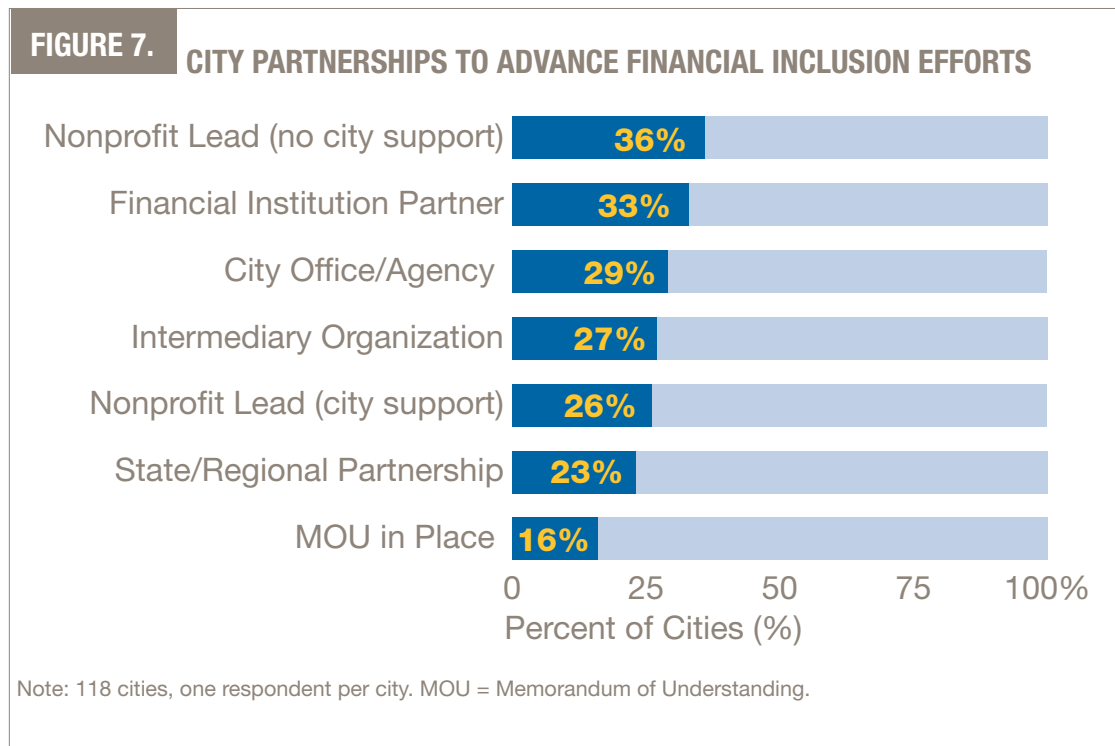 FIGURE 7.
CITY PARTNERSHIPS TO ADVANCE FINANCIAL INCLUSION EFFORTS
Nonprofit Lead (no city support) 36%
Financial Institution Partner 33%
City Office/Agency 29%
Intermediary Organization 27%
Nonprofit Lead (city support) 26%
State/Regional Partnership 23%
MOU in Place 16%
0 25 50 75 100%
Percent of Cities (%)
Note: 118 cities, one respondent per city. MOU = Memorandum of Understanding.